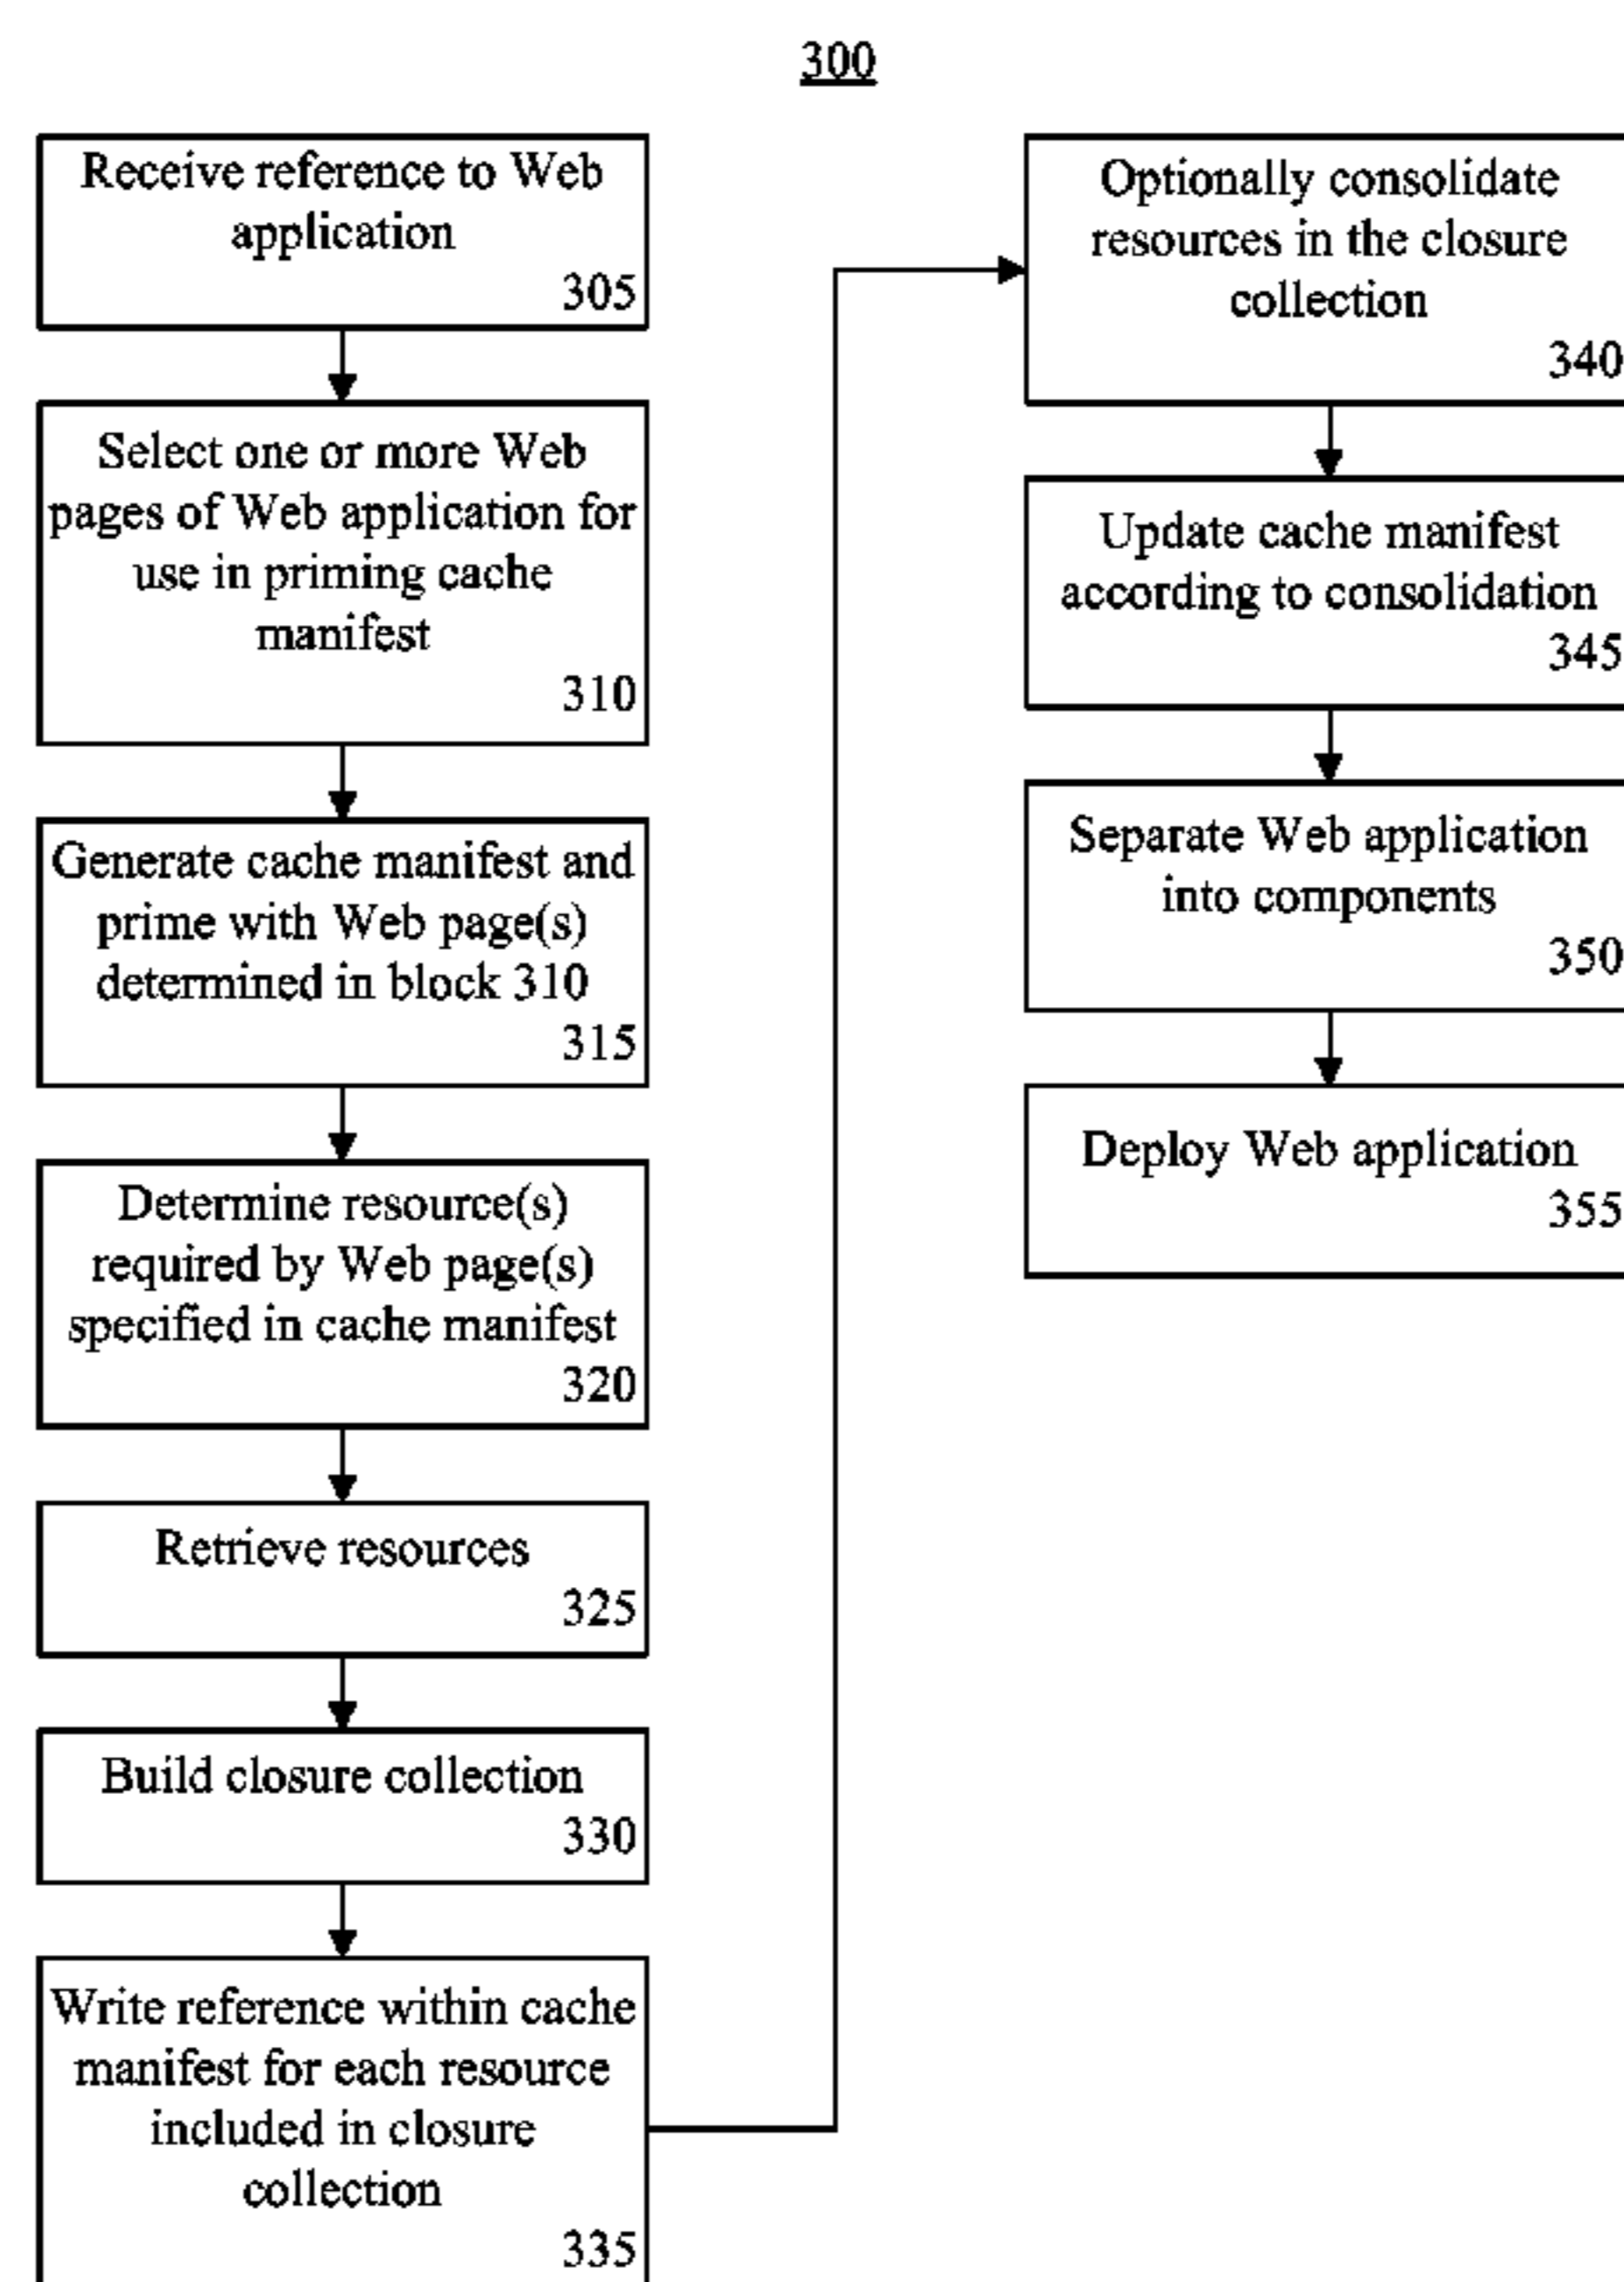 300
Receive reference to Web
application
305
Select one or more Web
pages of Web application for
use in priming cache
manifest
310
Generate cache manifest and
prime with Web page(s)
determined in block 310
315
Determine resource(s)
required by Web page(s)
specified in cache manifest
320
Retrieve resources
325
Build closure collection
330
Write reference within cache
manifest for each resource
included in closure
collection
335
Optionally consolidate
resources in the closure
collection
340
Update cache manifest
according to consolidation
345
Separate Web application
into components
350
Deploy Web application
355